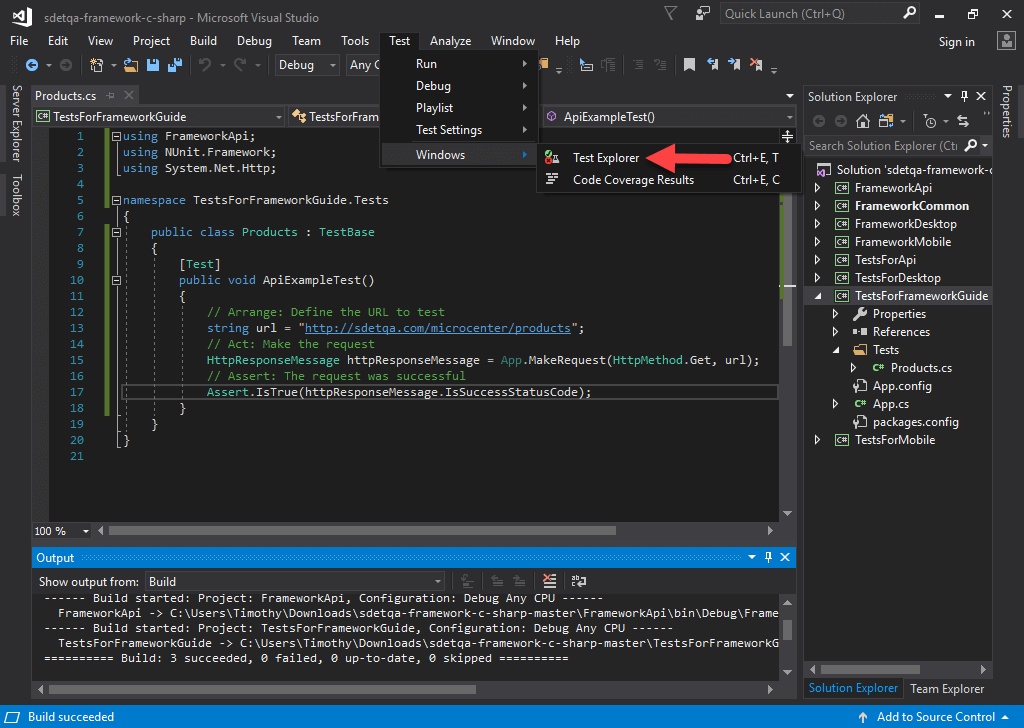 sdetqa-framework-c-sharp - Microsoft Visual Studio
Quick Launch (Ctrl+Q)
File Edit View Project Build Debug Team Tools Test Analyze Window Help
Sign in
Debug Any C
Run
Debug
Playlist
Test Settings
Windows
Test Explorer Ctrl+E, T
Code Coverage Results Ctrl+E, C
Server Explorer
Toolbox
Products.cs
C# TestsForFrameworkGuide TestsForFram ApiExampleTest()
1 using FrameworkApi;
2 using NUnit.Framework;
3 using System.Net.Http;
4
5 namespace TestsForFrameworkGuide.Tests
6 {
7 public class Products : TestBase
8 {
9 [Test]
10 public void ApiExampleTest()
11 {
12 // Arrange: Define the URL to test
13 string url = "http://sdetqa.com/microcenter/products";
14 // Act: Make the request
15 HttpResponseMessage httpResponseMessage = App.MakeRequest(HttpMethod.Get, url);
16 // Assert: The request was successful
17 Assert.IsTrue(httpResponseMessage.IsSuccessStatusCode);
18 }
19 }
20 }
21
100 %
Output
Show output from: Build
------ Build started: Project: FrameworkApi, Configuration: Debug Any CPU ------
FrameworkApi -> C:\Users\Timothy\Downloads\sdetqa-framework-c-sharp-master\FrameworkApi\bin\Debug\Frame
------ Build started: Project: TestsForFrameworkGuide, Configuration: Debug Any CPU ------
TestsForFrameworkGuide -> C:\Users\Timothy\Downloads\sdetqa-framework-c-sharp-master\TestsForFrameworkG
========== Build: 3 succeeded, 0 failed, 0 up-to-date, 0 skipped ==========
Solution Explorer
Search Solution Explorer (Ctrl
Solution 'sdetqa-framework-c
C# FrameworkApi
C# FrameworkCommon
C# FrameworkDesktop
C# FrameworkMobile
C# TestsForApi
C# TestsForDesktop
C# TestsForFrameworkGuide
Properties
References
Tests
C# Products.cs
App.config
C# App.cs
packages.config
C# TestsForMobile
Solution Explorer Team Explorer
Properties
Build succeeded
Add to Source Control